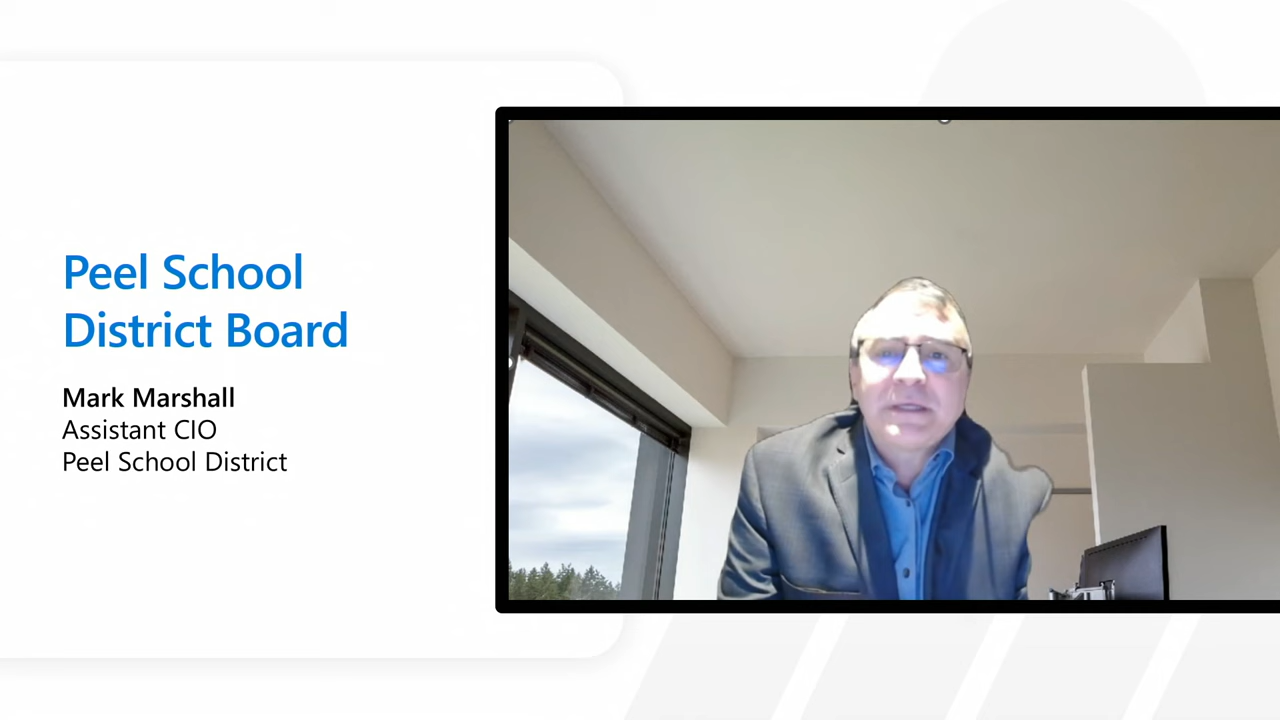 Peel School
District Board
Mark Marshall
Assistant CIO
Peel School District